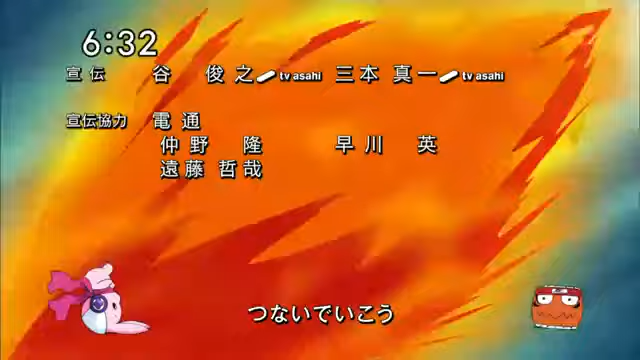 6:32
宣伝 谷 俊之 tv asahi 三本 真一 tv asahi
宣伝協力 電通
仲野 隆 早川 英
遠藤 哲哉
つないでいこう